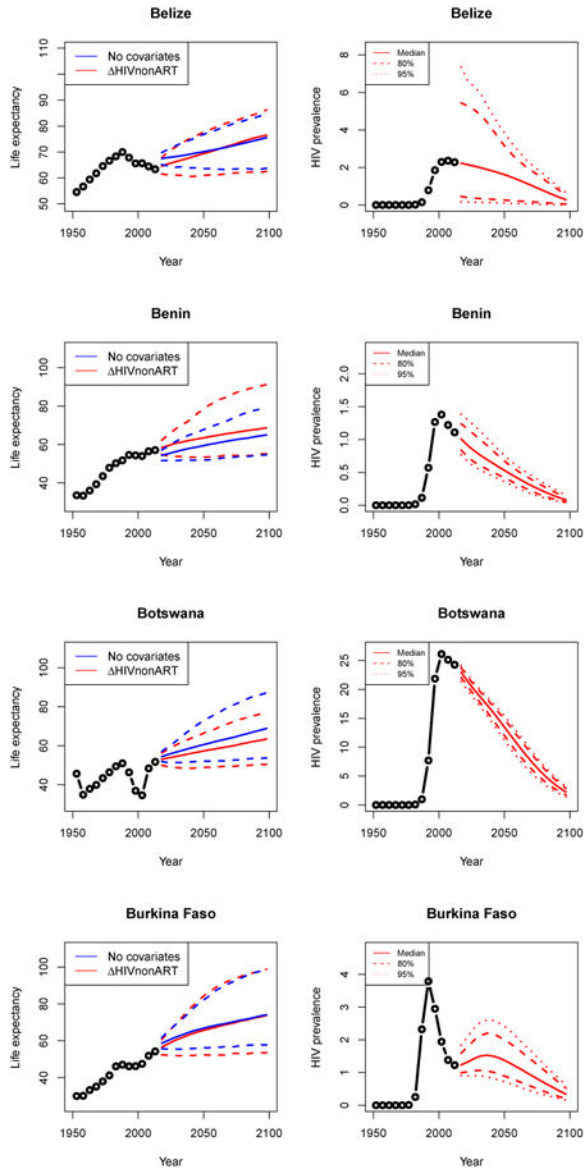 Belize
Life expectancy
110
90
80
70
60
50
No covariates
ΔHIVnonART
1950
2000
2050
2100
Year
Belize
HIV prevalence
8
6
4
2
0
Median
80%
95%
1950
2000
2050
2100
Year
Benin
Life expectancy
100
80
60
40
No covariates
ΔHIVnonART
1950
2000
2050
2100
Year
Benin
HIV prevalence
2.0
1.5
1.0
0.5
0.0
Median
80%
95%
1950
2000
2050
2100
Year
Botswana
Life expectancy
100
80
60
40
No covariates
ΔHIVnonART
1950
2000
2050
2100
Year
Botswana
HIV prevalence
25
20
15
10
5
0
Median
80%
95%
1950
2000
2050
2100
Year
Burkina Faso
Life expectancy
100
80
60
40
No covariates
ΔHIVnonART
1950
2000
2050
2100
Year
Burkina Faso
HIV prevalence
4
3
2
1
0
Median
80%
95%
1950
2000
2050
2100
Year